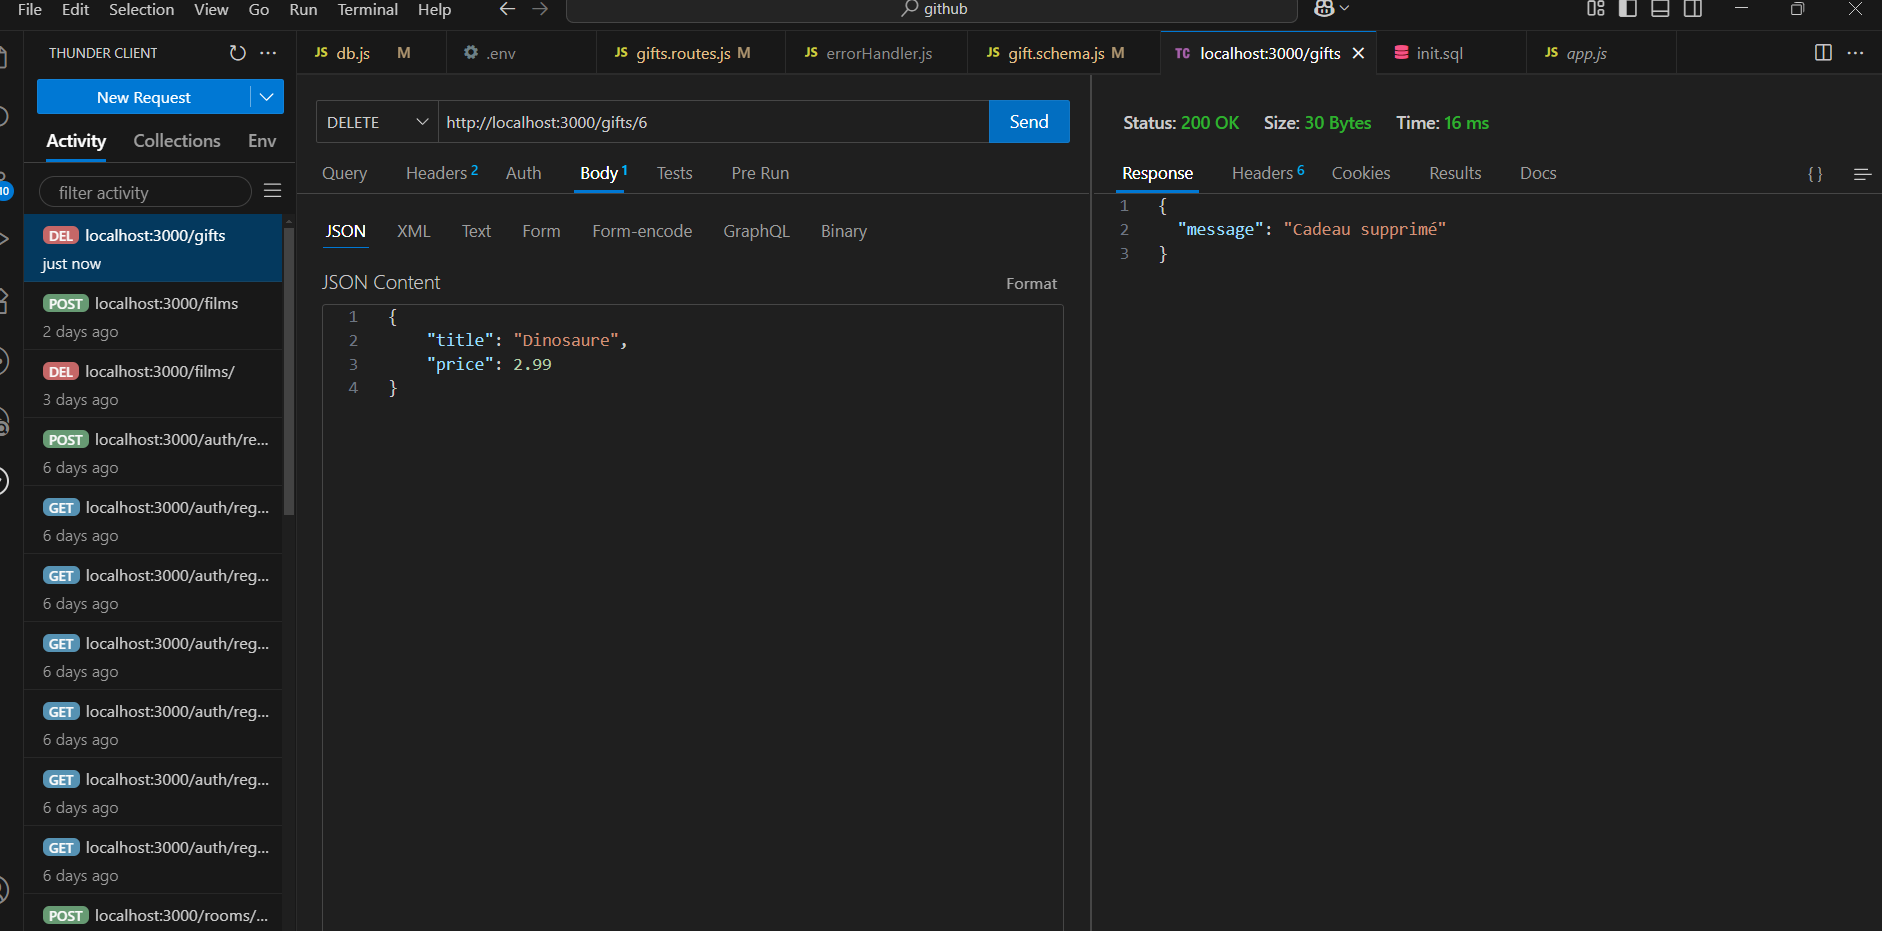 File Edit Selection View Go Run Terminal Help
github
THUNDER CLIENT
New Request
Activity Collections Env
filter activity
DEL localhost:3000/gifts
just now
POST localhost:3000/films
2 days ago
DEL localhost:3000/films/
3 days ago
POST localhost:3000/auth/re...
6 days ago
GET localhost:3000/auth/reg...
6 days ago
GET localhost:3000/auth/reg...
6 days ago
GET localhost:3000/auth/reg...
6 days ago
GET localhost:3000/auth/reg...
6 days ago
GET localhost:3000/auth/reg...
6 days ago
GET localhost:3000/auth/reg...
6 days ago
POST localhost:3000/rooms/...
10
JS db.js M
.env
JS gifts.routes.js M
JS errorHandler.js
JS gift.schema.js M
TC localhost:3000/gifts
init.sql
JS app.js
DELETE http://localhost:3000/gifts/6 Send
Query Headers 2 Auth Body 1 Tests Pre Run
JSON XML Text Form Form-encode GraphQL Binary
JSON Content Format
1 {
2 "title": "Dinosaure",
3 "price": 2.99
4 }
Status: 200 OK Size: 30 Bytes Time: 16 ms
Response Headers 6 Cookies Results Docs { }
1 {
2 "message": "Cadeau supprimé"
3 }